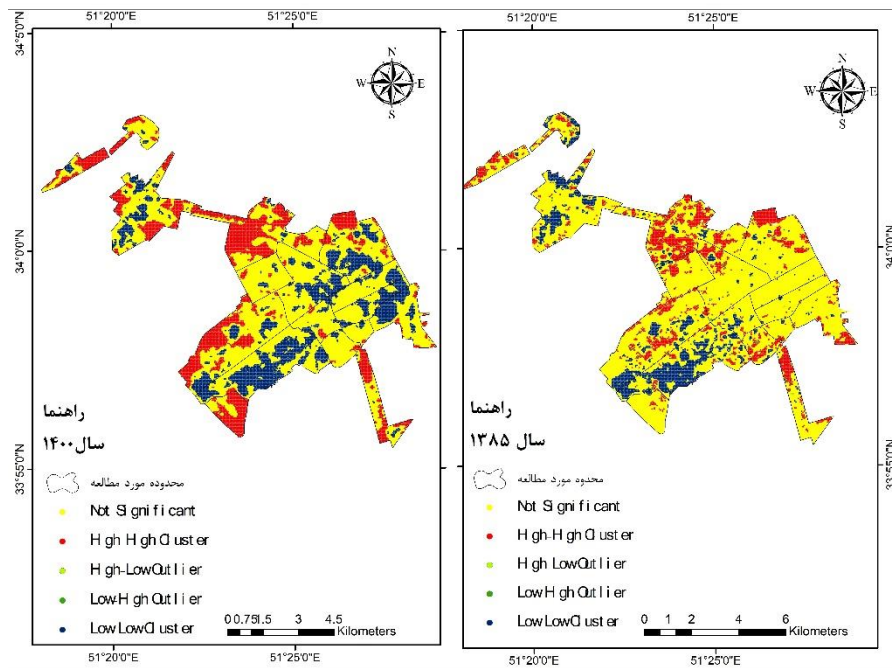 51°20'0"E
51°25'0"E
34°5'0"N
34°0'0"N
33°55'0"N
N
W E
S
راهنما
سال۱۴۰۰
محدوده مورد مطالعه
Not Significant
High-High Cluster
High-Low Outlier
Low-High Outlier
Low-Low Cluster
0 0.75 1.5 3 4.5
Kilometers
51°20'0"E
51°25'0"E
51°20'0"E
51°25'0"E
34°0'0"N
33°55'0"N
N
W E
S
راهنما
سال ۱۳۸۵
محدوه مورد مطالعه
Not Significant
High-High Cluster
High-Low Outlier
Low-High Outlier
Low-Low Cluster
0 1 2 4 6
Kilometers
51°20'0"E
51°25'0"E